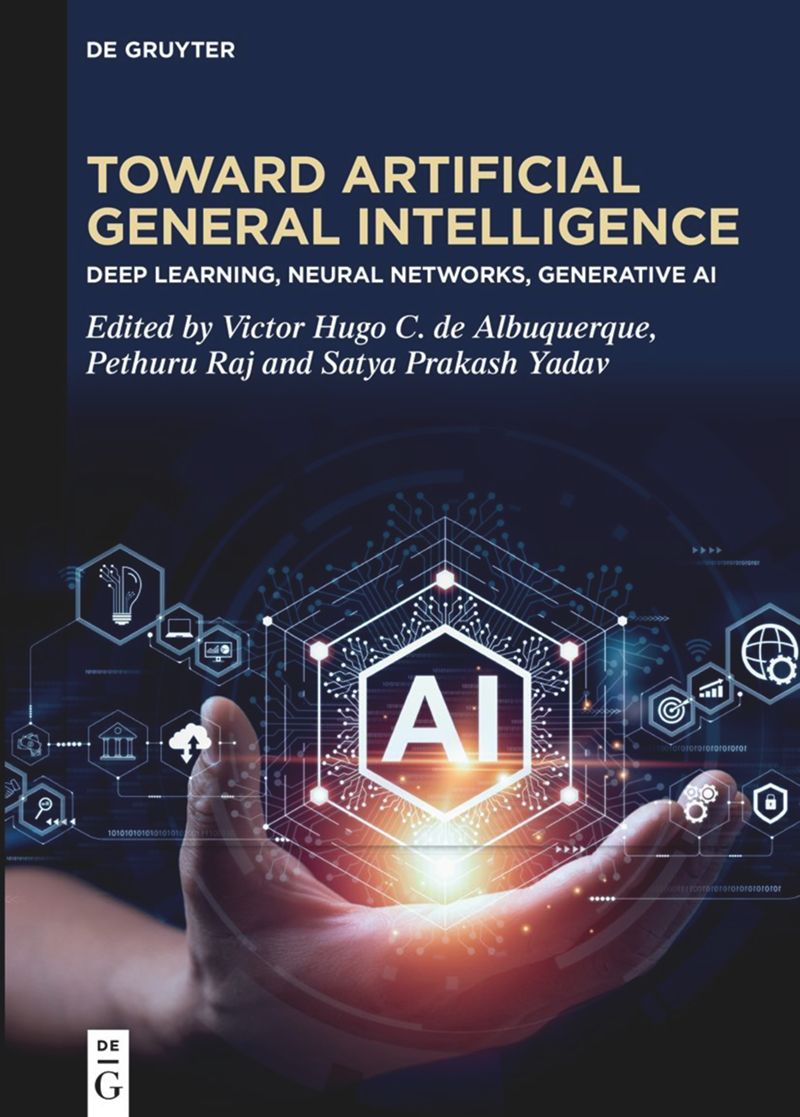 DE GRUYTER
TOWARD ARTIFICIAL
GENERAL INTELLIGENCE
DEEP LEARNING, NEURAL NETWORKS, GENERATIVE AI
Edited by Victor Hugo C. de Albuquerque,
Pethuru Raj and Satya Prakash Yadav
AI
DE
G